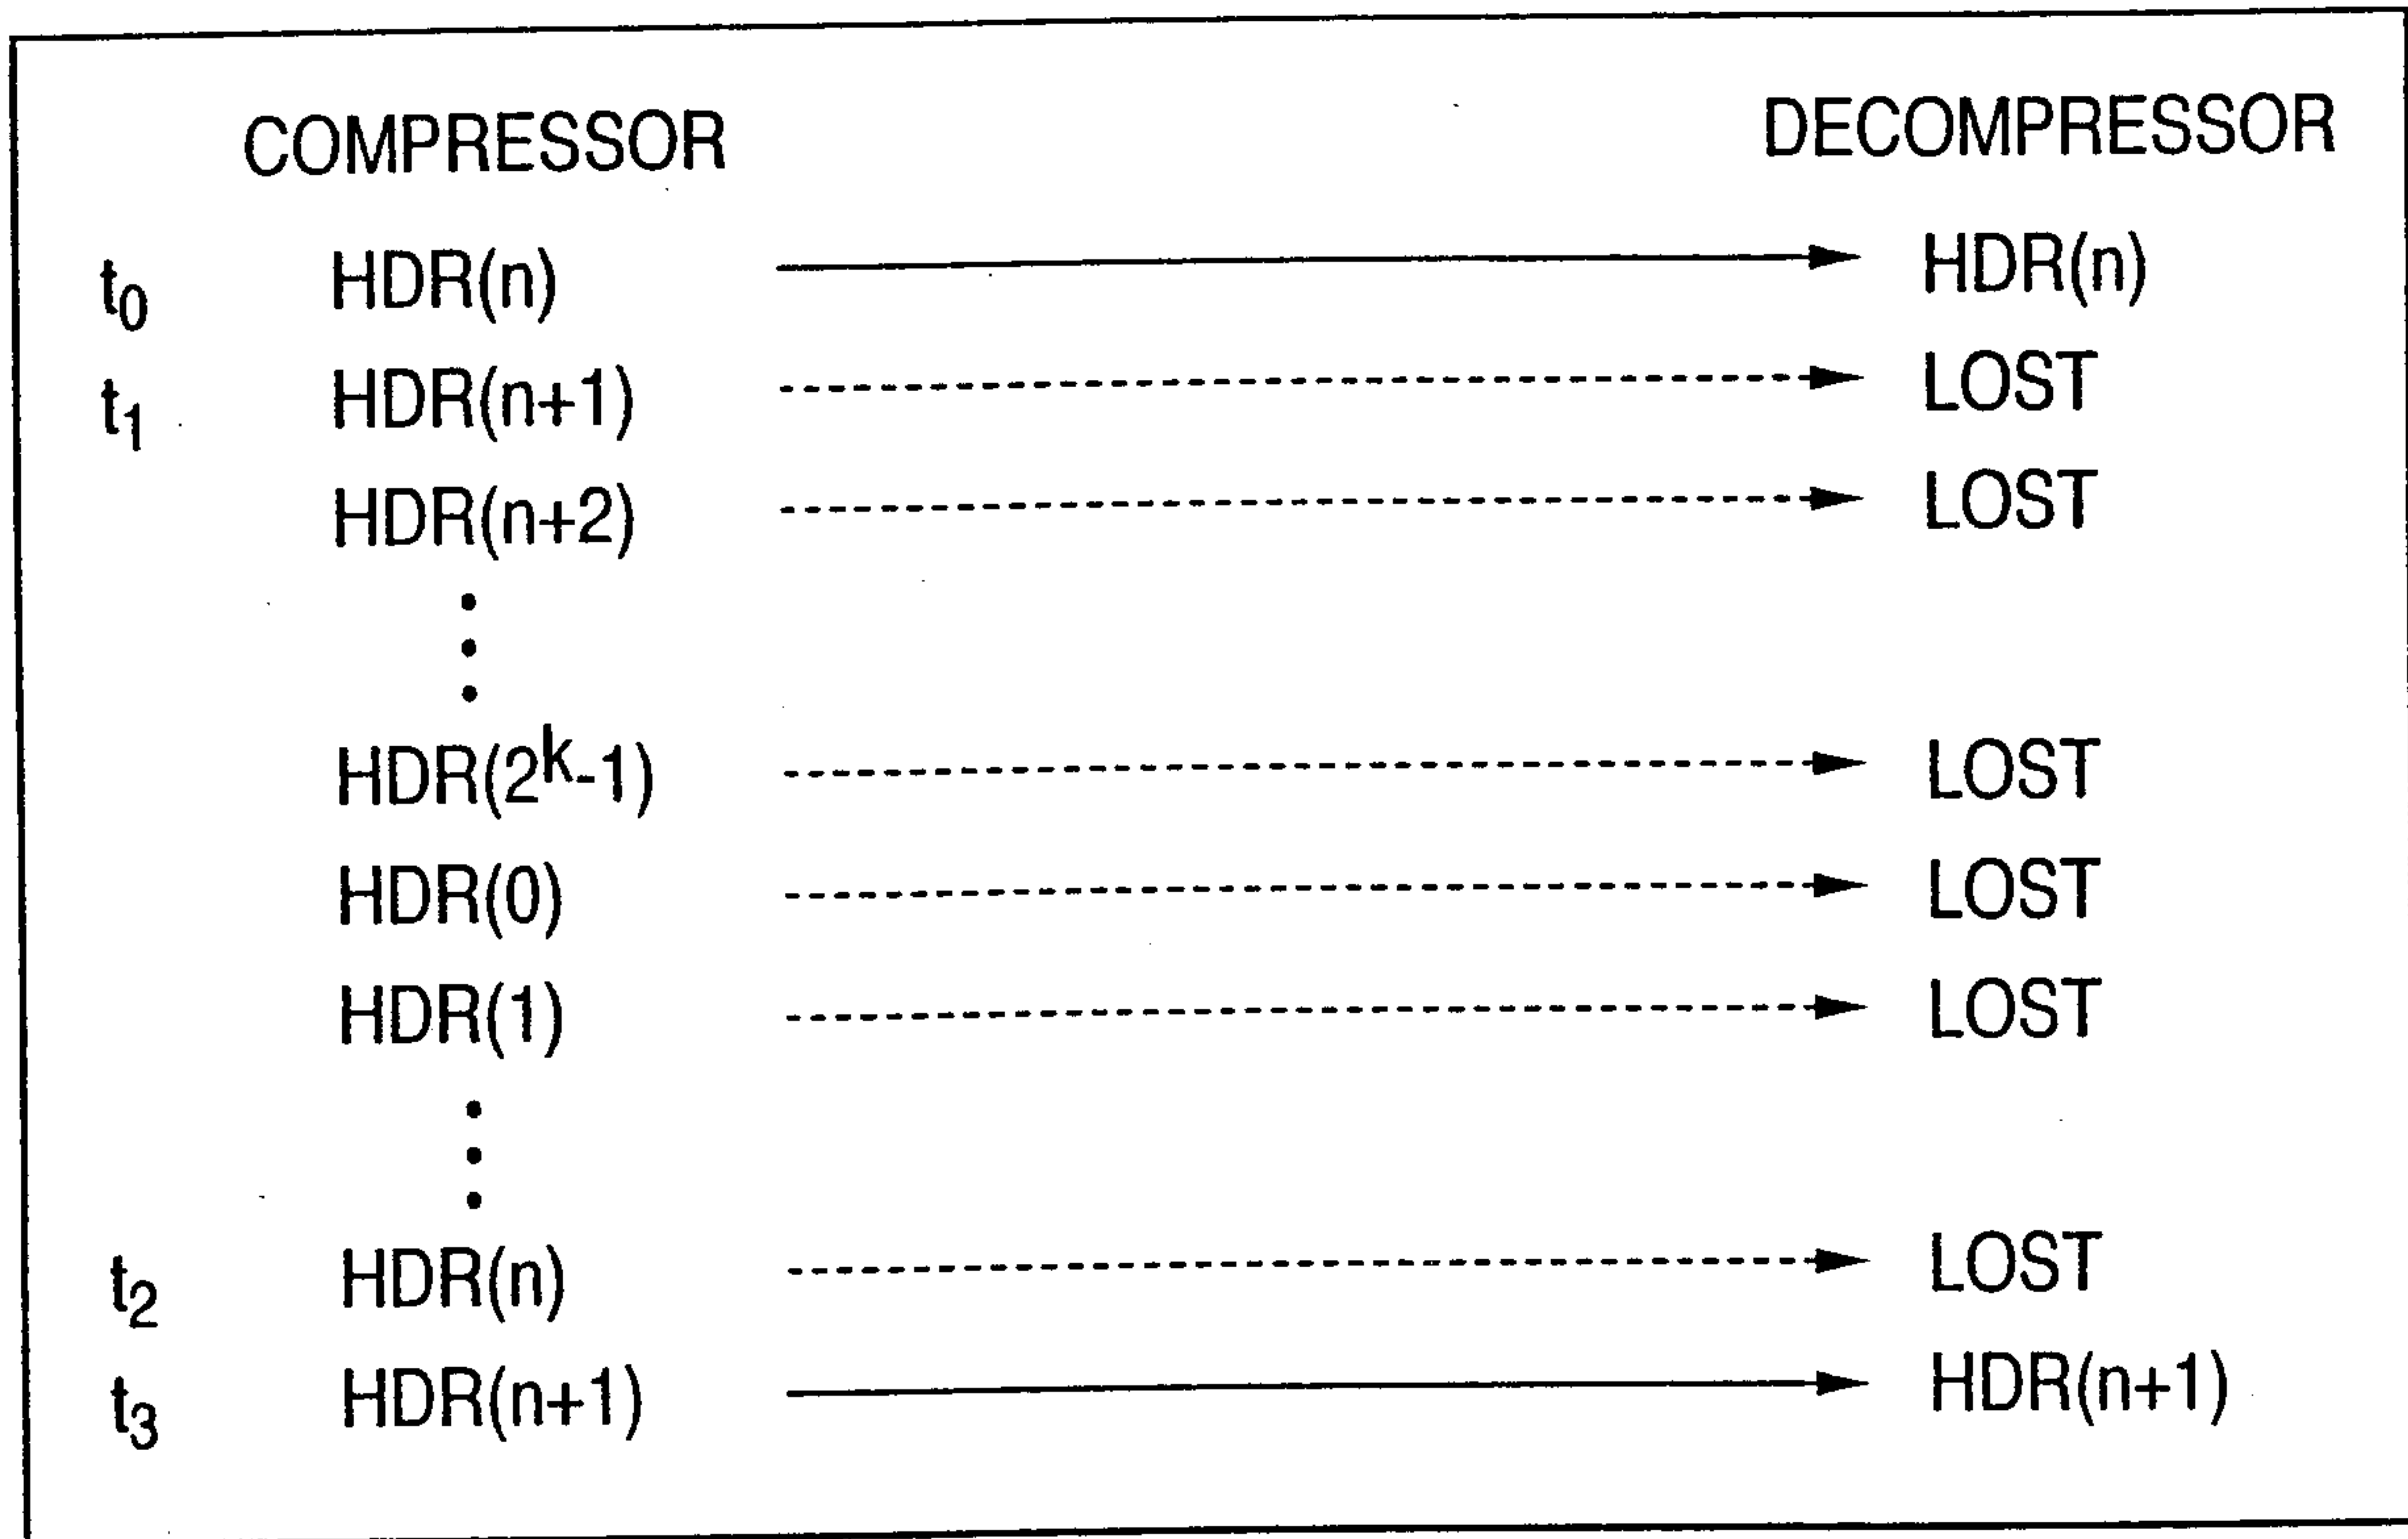 COMPRESSOR DECOMPRESSOR
t₀ HDR(n) HDR(n)
t₁ HDR(n+1) LOST
HDR(n+2) LOST
HDR(2ᵏ-1) LOST
HDR(0) LOST
HDR(1) LOST
t₂ HDR(n) LOST
t₃ HDR(n+1) HDR(n+1)